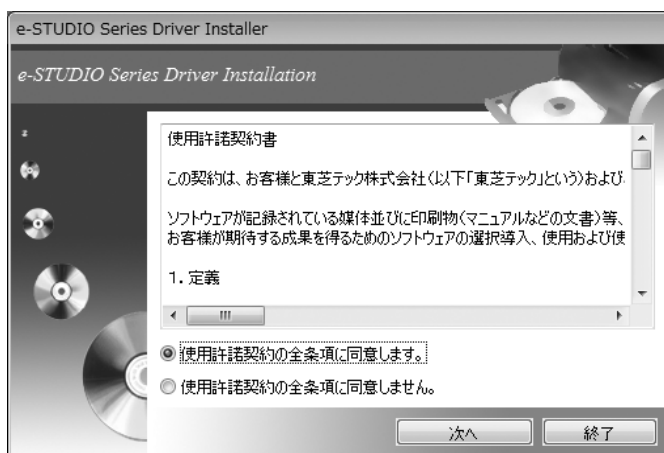 e-STUDIO Series Driver Installer
e-STUDIO Series Driver Installation
使用許諾契約書
この契約は、お客様と東芝テック株式会社(以下「東芝テック」という)および
ソフトウェアが記録されている媒体並びに印刷物(マニュアルなどの文書)等、
お客様が期待する成果を得るためのソフトウェアの選択導入、使用および使
1. 定義
使用許諾契約の全条項に同意します。
使用許諾契約の全条項に同意しません。
次へ
終了